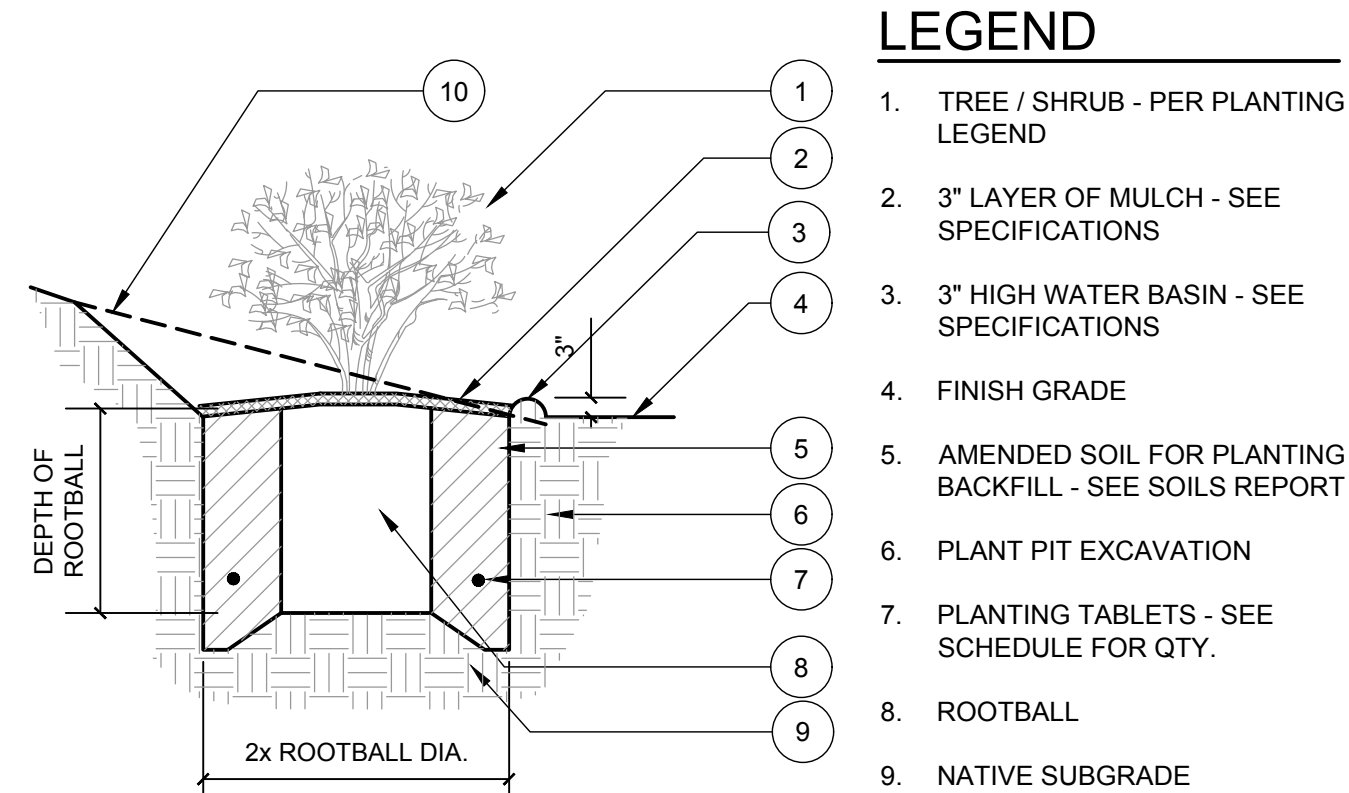 LEGEND
10
1
2
3
4
5
6
7
8
9
3"
DEPTH OF
ROOTBALL
2x ROOTBALL DIA.
1. TREE / SHRUB - PER PLANTING
LEGEND
2. 3" LAYER OF MULCH - SEE
SPECIFICATIONS
3. 3" HIGH WATER BASIN - SEE
SPECIFICATIONS
4. FINISH GRADE
5. AMENDED SOIL FOR PLANTING
BACKFILL - SEE SOILS REPORT
6. PLANT PIT EXCAVATION
7. PLANTING TABLETS - SEE
SCHEDULE FOR QTY.
8. ROOTBALL
9. NATIVE SUBGRADE